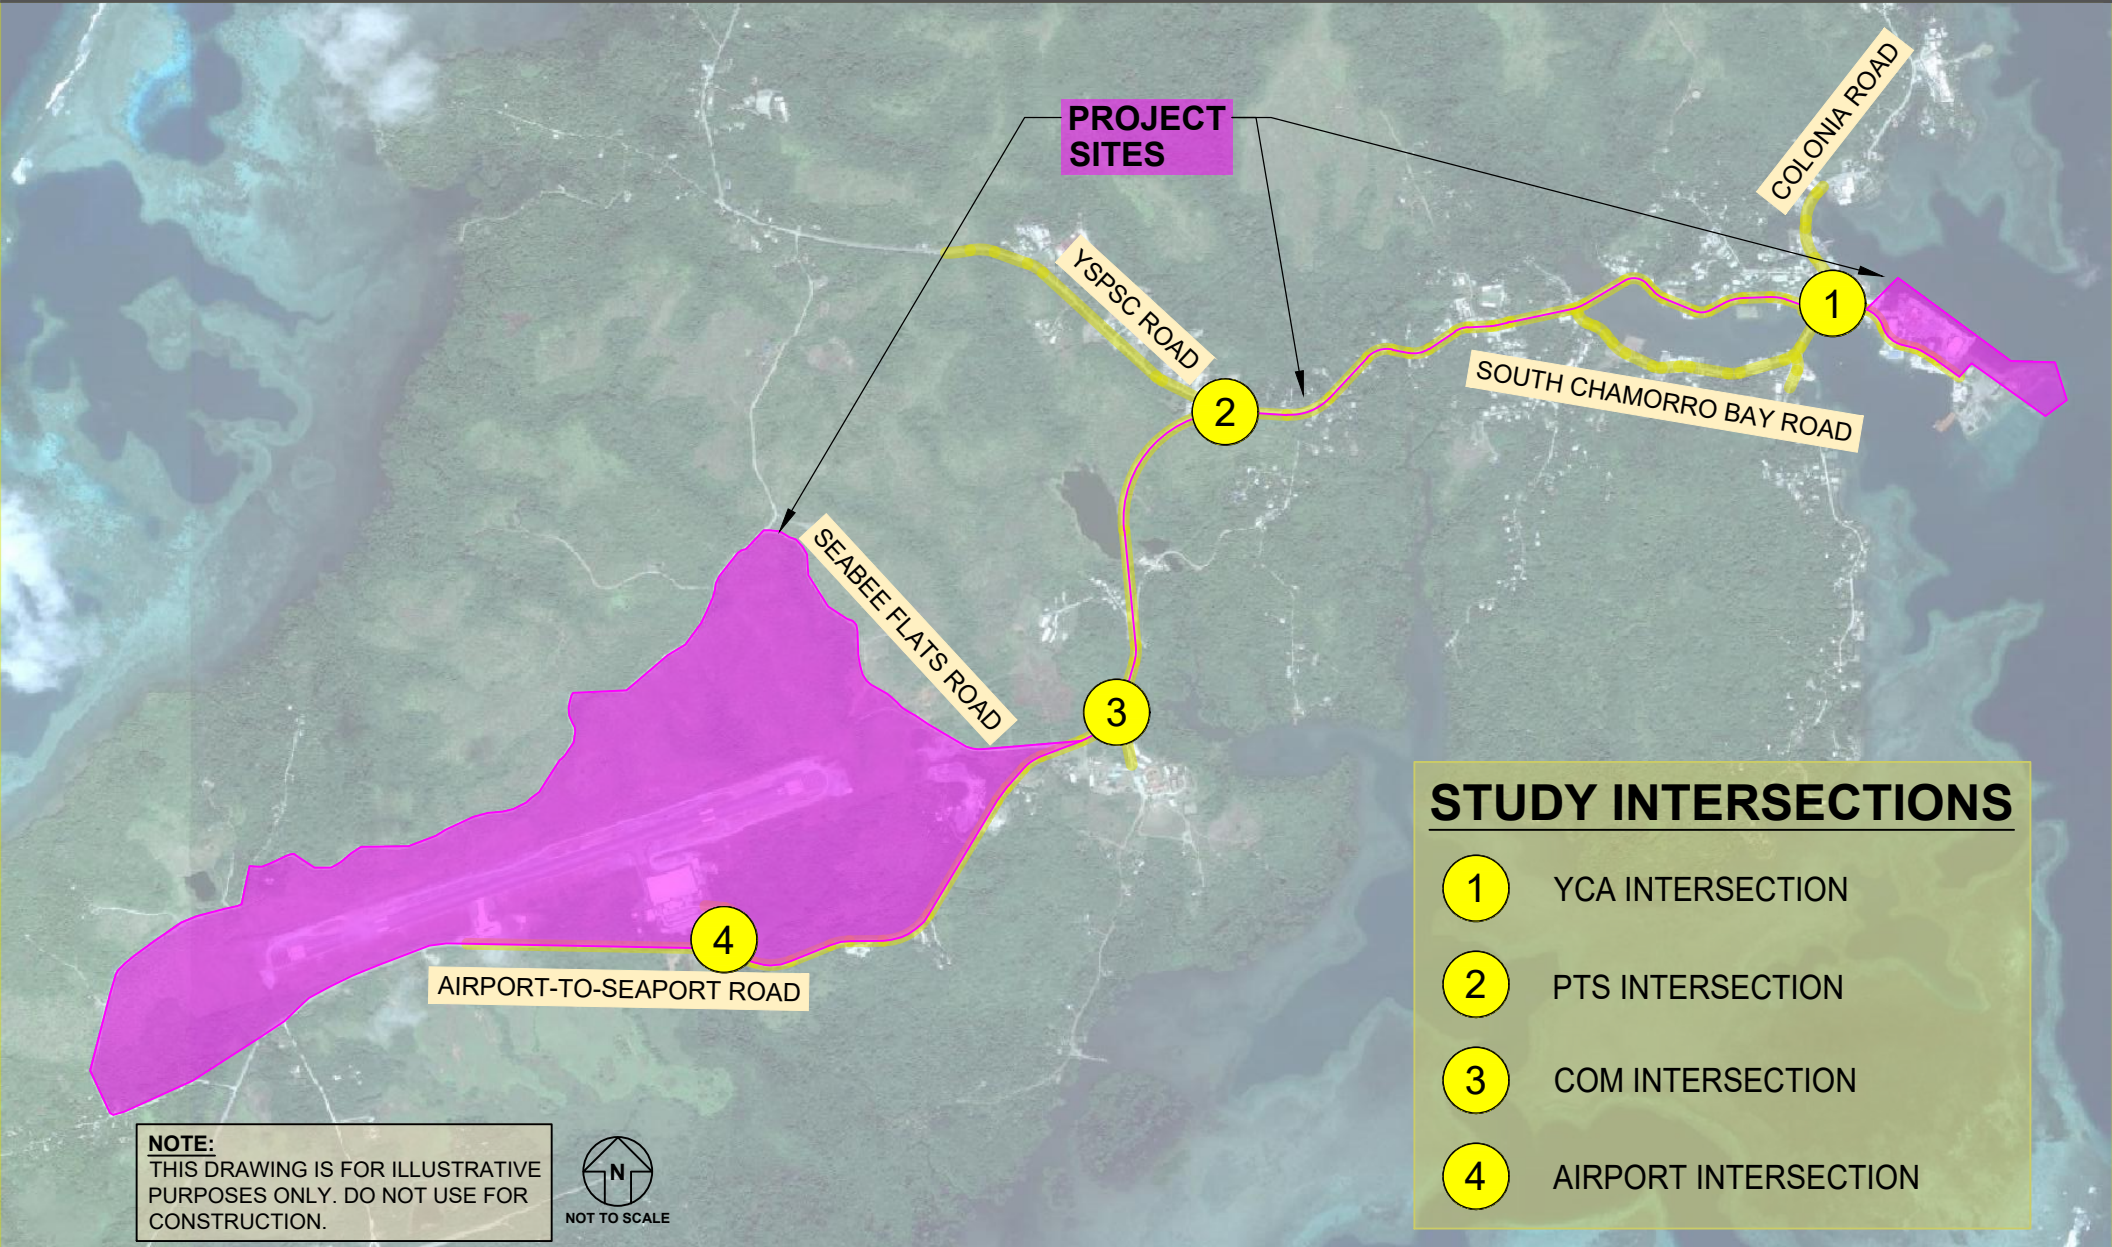 PROJECT
SITES
COLONIA ROAD
YSPSC ROAD
1
2
SOUTH CHAMORRO BAY ROAD
SEABEE FLATS ROAD
3
4
AIRPORT-TO-SEAPORT ROAD
STUDY INTERSECTIONS
1 YCA INTERSECTION
2 PTS INTERSECTION
3 COM INTERSECTION
4 AIRPORT INTERSECTION
NOTE:
THIS DRAWING IS FOR ILLUSTRATIVE
PURPOSES ONLY. DO NOT USE FOR
CONSTRUCTION.
N
NOT TO SCALE